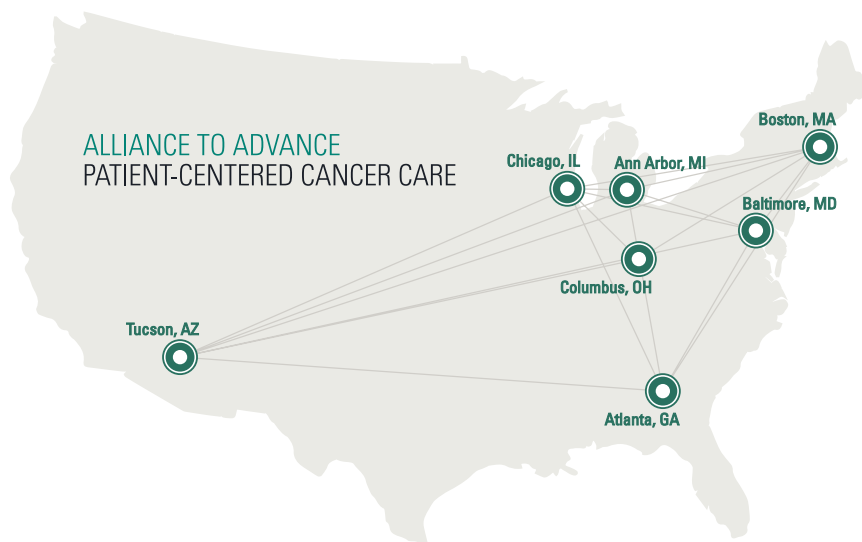 ALLIANCE TO ADVANCE
PATIENT-CENTERED CANCER CARE
Boston, MA
Chicago, IL
Ann Arbor, MI
Baltimore, MD
Columbus, OH
Tucson, AZ
Atlanta, GA